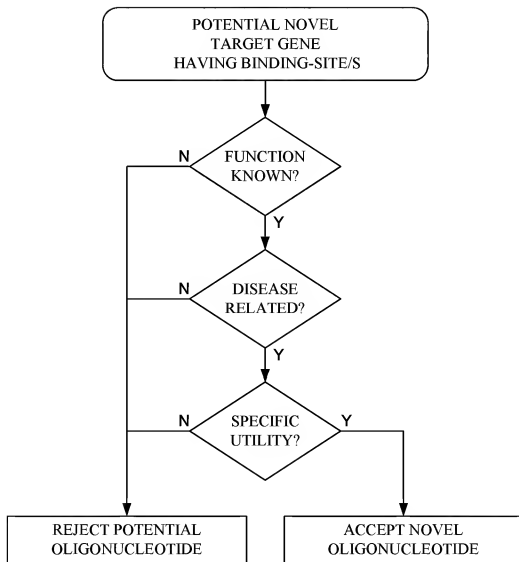 POTENTIAL NOVEL
TARGET GENE
HAVING BINDING-SITE/S
N
FUNCTION
KNOWN?
Y
N
DISEASE
RELATED?
Y
N
SPECIFIC
UTILITY?
Y
REJECT POTENTIAL
OLIGONUCLEOTIDE
ACCEPT NOVEL
OLIGONUCLEOTIDE